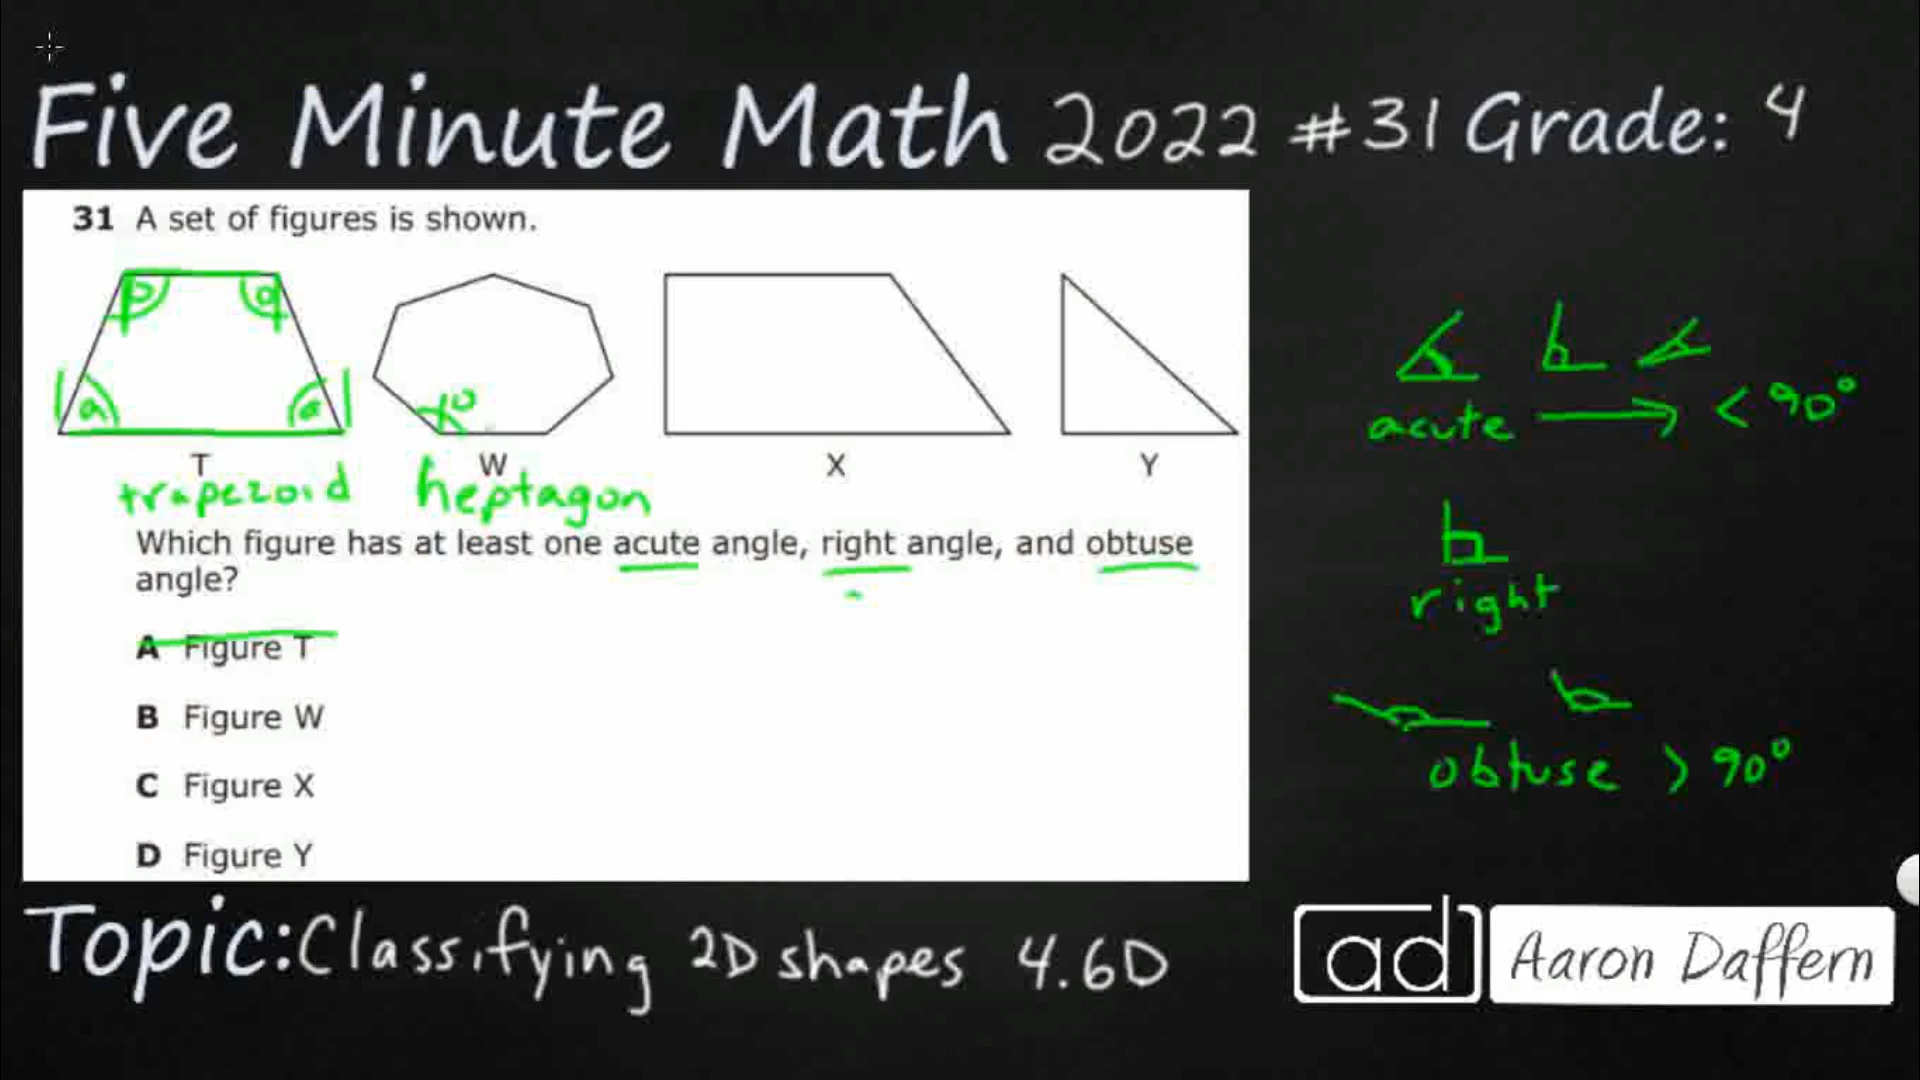 Five Minute Math 2022 #31 Grade: 4
31 A set of figures is shown.
o o
a a
o
T W X Y
trapezoid heptagon
Which figure has at least one acute angle, right angle, and obtuse
angle?
A Figure T
B Figure W
C Figure X
D Figure Y
acute → < 90°
right
obtuse > 90°
Topic: Classifying 2D shapes 4.6D
ad Aaron Daffern